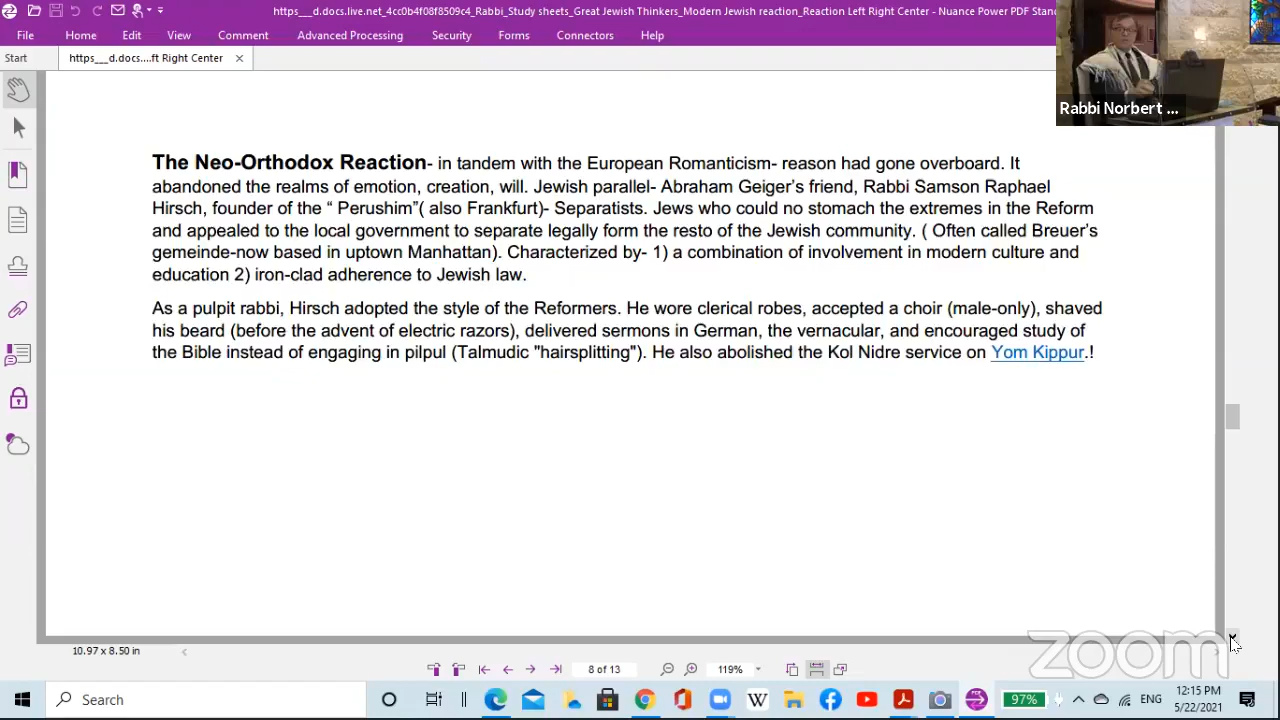 https___d.docs.live.net_4cc0b4f08f8509c4_Rabbi_Study sheets_Great Jewish Thinkers_Modern Jewish reaction_Reaction Left Right Center - Nuance Power PDF Stan
File Home Edit View Comment Advanced Processing Security Forms Connectors Help
Start https___d.docs....ft Right Center
Rabbi Norbert ...
The Neo-Orthodox Reaction- in tandem with the European Romanticism- reason had gone overboard. It
abandoned the realms of emotion, creation, will. Jewish parallel- Abraham Geiger's friend, Rabbi Samson Raphael
Hirsch, founder of the “ Perushim”( also Frankfurt)- Separatists. Jews who could no stomach the extremes in the Reform
and appealed to the local government to separate legally form the resto of the Jewish community. ( Often called Breuer's
gemeinde-now based in uptown Manhattan). Characterized by- 1) a combination of involvement in modern culture and
education 2) iron-clad adherence to Jewish law.
As a pulpit rabbi, Hirsch adopted the style of the Reformers. He wore clerical robes, accepted a choir (male-only), shaved
his beard (before the advent of electric razors), delivered sermons in German, the vernacular, and encouraged study of
the Bible instead of engaging in pilpul (Talmudic "hairsplitting"). He also abolished the Kol Nidre service on Yom Kippur.!
10.97 x 8.50 in
8 of 13
119%
zoom
Search
97%
ENG
12:15 PM
5/22/2021